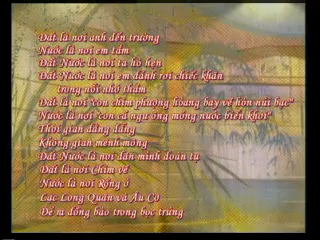 Đất là nơi anh đến trường
Nước là nơi em tắm
Đất Nước là nơi ta hò hẹn
Đất Nước là nơi em đánh rơi chiếc khăn
trong nỗi nhớ thầm
Đất là nơi "con chim phượng hoàng bay về hòn núi bạc"
Nước là nơi "con cá ngư ông móng nước biển khơi"
Thời gian đằng đẵng
Không gian mênh mông
Đất Nước là nơi dân mình đoàn tụ
Đất là nơi Chim về
Nước là nơi Rồng ở
Lạc Long Quân và Âu Cơ
Đẻ ra đồng bào trong bọc trứng